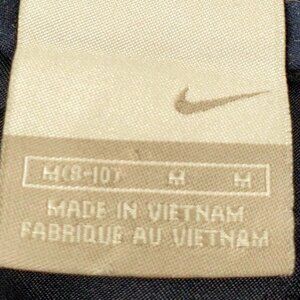 M(8-10) M M
MADE IN VIETNAM
FABRIQUE AU VIETNAM